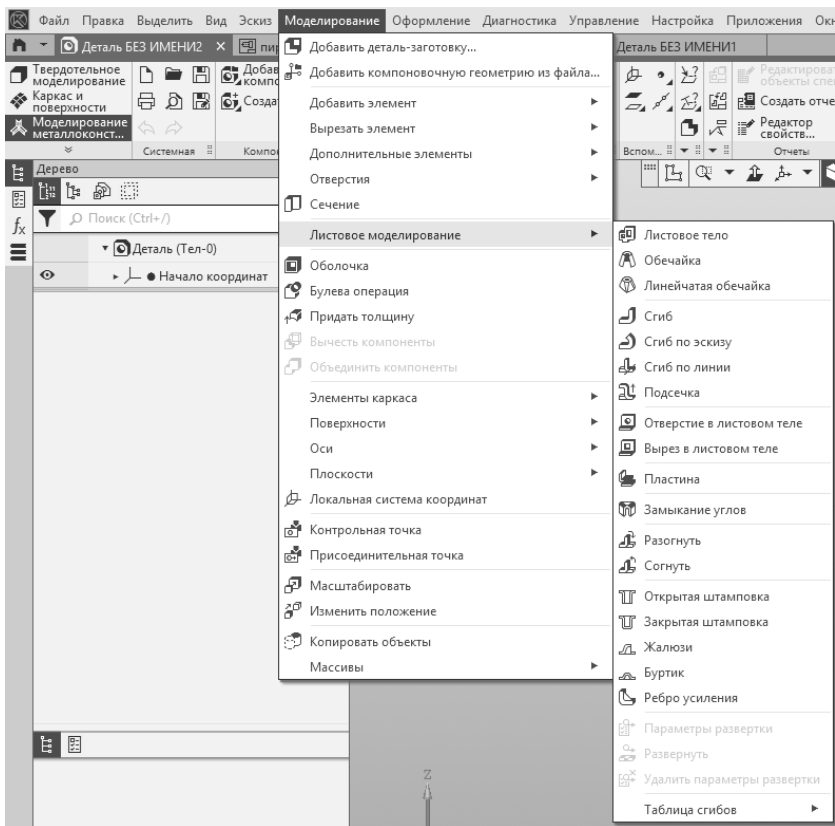 Файл Правка Выделить Вид Эскиз Моделирование Оформление Диагностика Управление Настройка Приложения
Деталь БЕЗ ИМЕНИ2
Деталь БЕЗ ИМЕНИ1
Твердотельное
моделирование
Каркас и
поверхности
Моделирование
металлоконст...
Системная
Создать отче
Редактор
свойств...
Вспом...
Отчеты
Дерево
Поиск (Ctrl+/)
Деталь (Тел-0)
Начало координат
Добавить деталь-заготовку...
Добавить компоновочную геометрию из файла...
Добавить элемент
Вырезать элемент
Дополнительные элементы
Отверстия
Сечение
Листовое моделирование
Оболочка
Булева операция
Придать толщину
Вычесть компоненты
Объединить компоненты
Элементы каркаса
Поверхности
Оси
Плоскости
Локальная система координат
Контрольная точка
Присоединительная точка
Масштабировать
Изменить положение
Копировать объекты
Массивы
Листовое тело
Обечайка
Линейчатая обечайка
Сгиб
Сгиб по эскизу
Сгиб по линии
Подсечка
Отверстие в листовом теле
Вырез в листовом теле
Пластина
Замыкание углов
Разогнуть
Согнуть
Открытая штамповка
Закрытая штамповка
Жалюзи
Буртик
Ребро усиления
Параметры развертки
Развернуть
Удалить параметры развертки
Таблица сгибов
Z